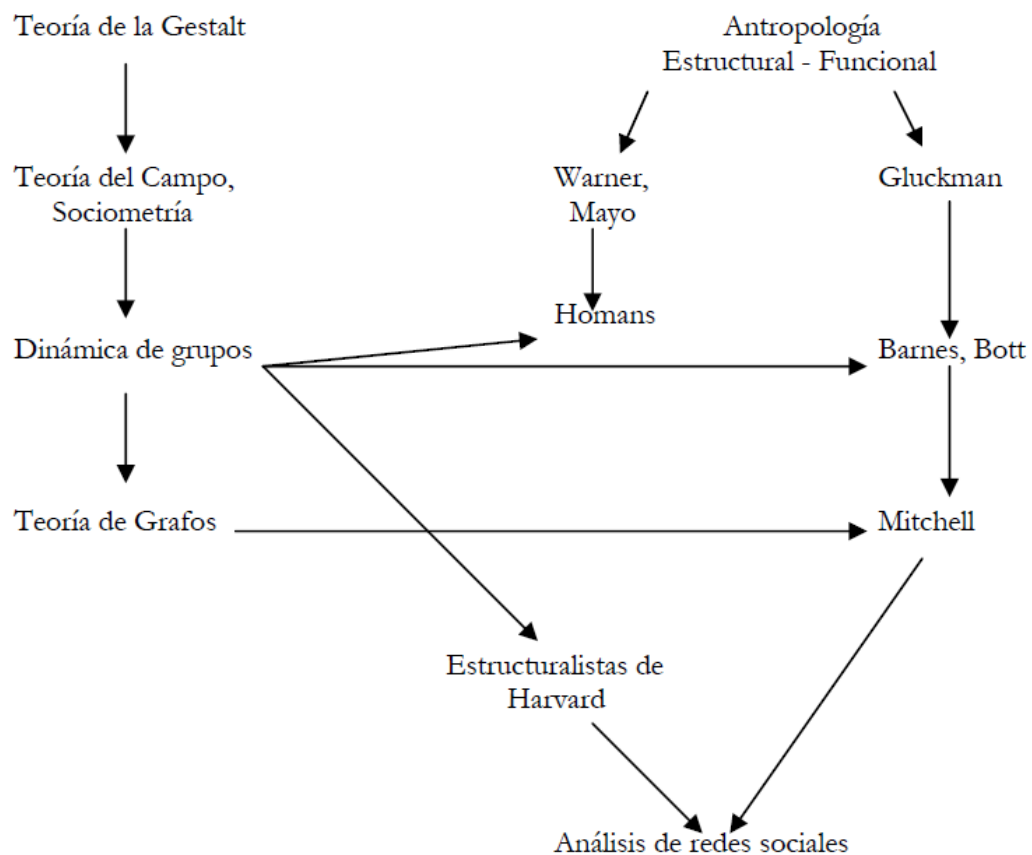 Teoría de la Gestalt
Antropología
Estructural - Funcional
Teoría del Campo,
Sociometría
Warner,
Mayo
Gluckman
Homans
Dinámica de grupos
Barnes, Bott
Teoría de Grafos
Mitchell
Estructuralistas de
Harvard
Análisis de redes sociales